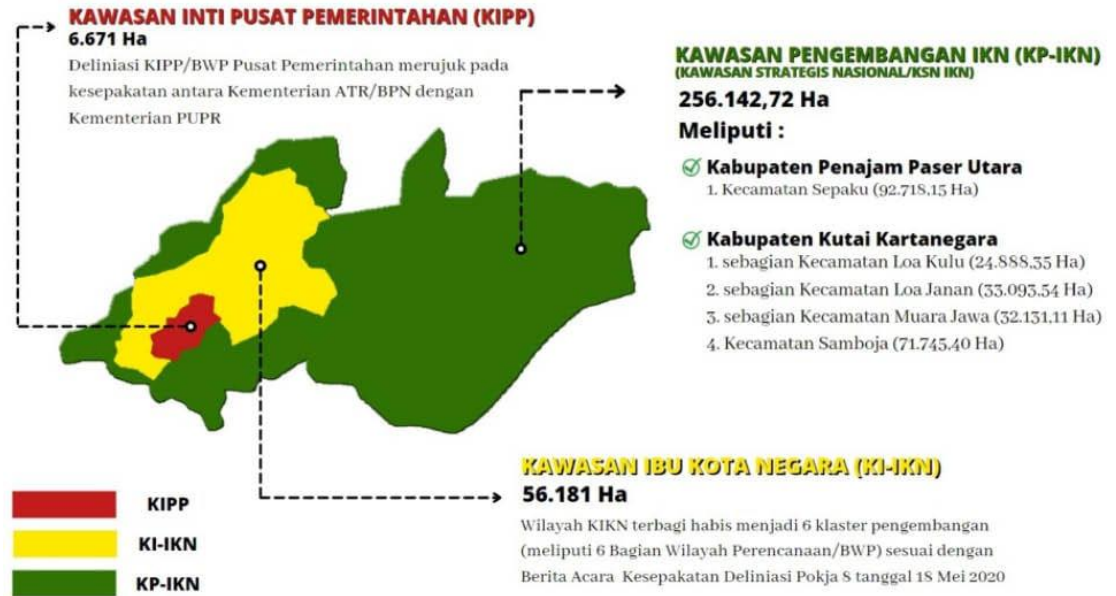 KAWASAN INTI PUSAT PEMERINTAHAN (KIPP)
6.671 Ha
Deliniasi KIPP/BWP Pusat Pemerintahan merujuk pada
kesepakatan antara Kementerian ATR/BPN dengan
Kementerian PUPR
KAWASAN PENGEMBANGAN IKN (KP-IKN)
(KAWASAN STRATEGIS NASIONAL/KSN IKN)
256.142,72 Ha
Meliputi :
Kabupaten Penajam Paser Utara
1. Kecamatan Sepaku (92.718,15 Ha)
Kabupaten Kutai Kartanegara
1. sebagian Kecamatan Loa Kulu (24.888,35 Ha)
2. sebagian Kecamatan Loa Janan (33.093,54 Ha)
3. sebagian Kecamatan Muara Jawa (32.131,11 Ha)
4. Kecamatan Samboja (71.745,40 Ha)
KAWASAN IBU KOTA NEGARA (KI-IKN)
56.181 Ha
Wilayah KIKN terbagi habis menjadi 6 klaster pengembangan
(meliputi 6 Bagian Wilayah Perencanaan/BWP) sesuai dengan
Berita Acara Kesepakatan Deliniasi Pokja 8 tanggal 18 Mei 2020
KIPP
KI-IKN
KP-IKN